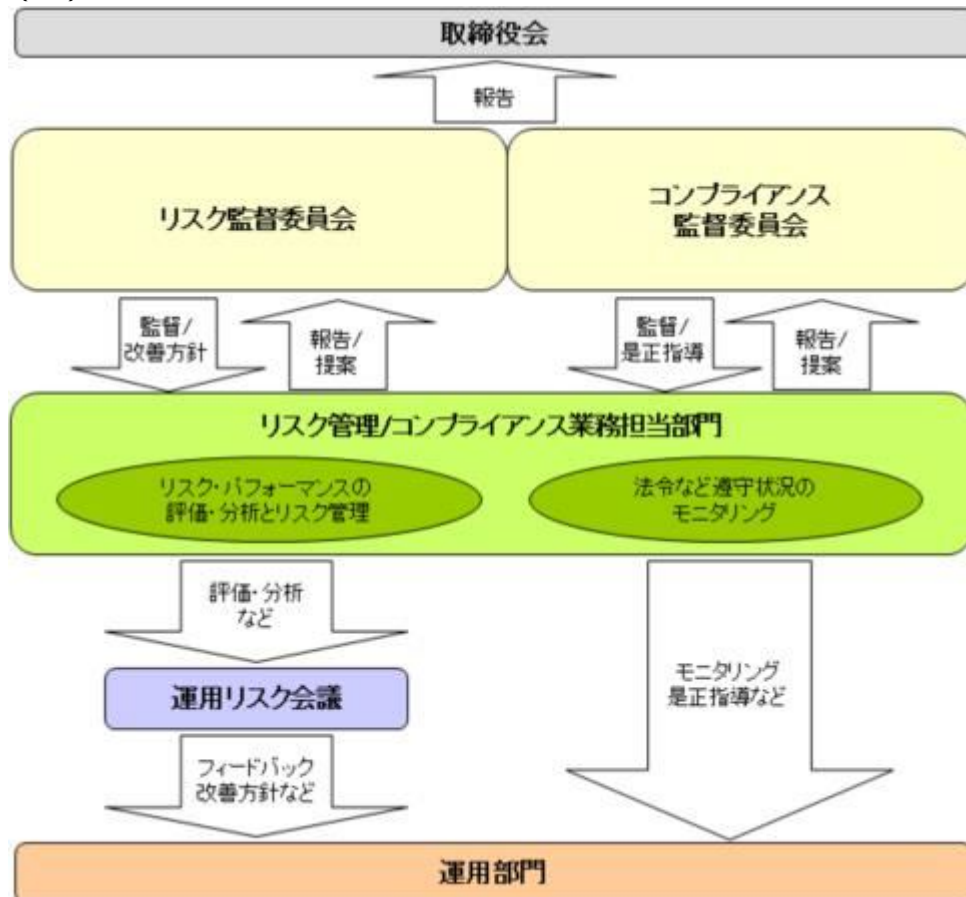 取締役会
報告
リスク監督委員会
コンプライアンス
監督委員会
監督/
改善方針
報告/
提案
監督/
是正指導
報告/
提案
リスク管理/コンプライアンス業務担当部門
リスク・パフォーマンスの
評価・分析とリスク管理
法令など遵守状況の
モニタリング
評価・分析
など
運用リスク会議
フィードバック
改善方針など
モニタリング
是正指導など
運用部門